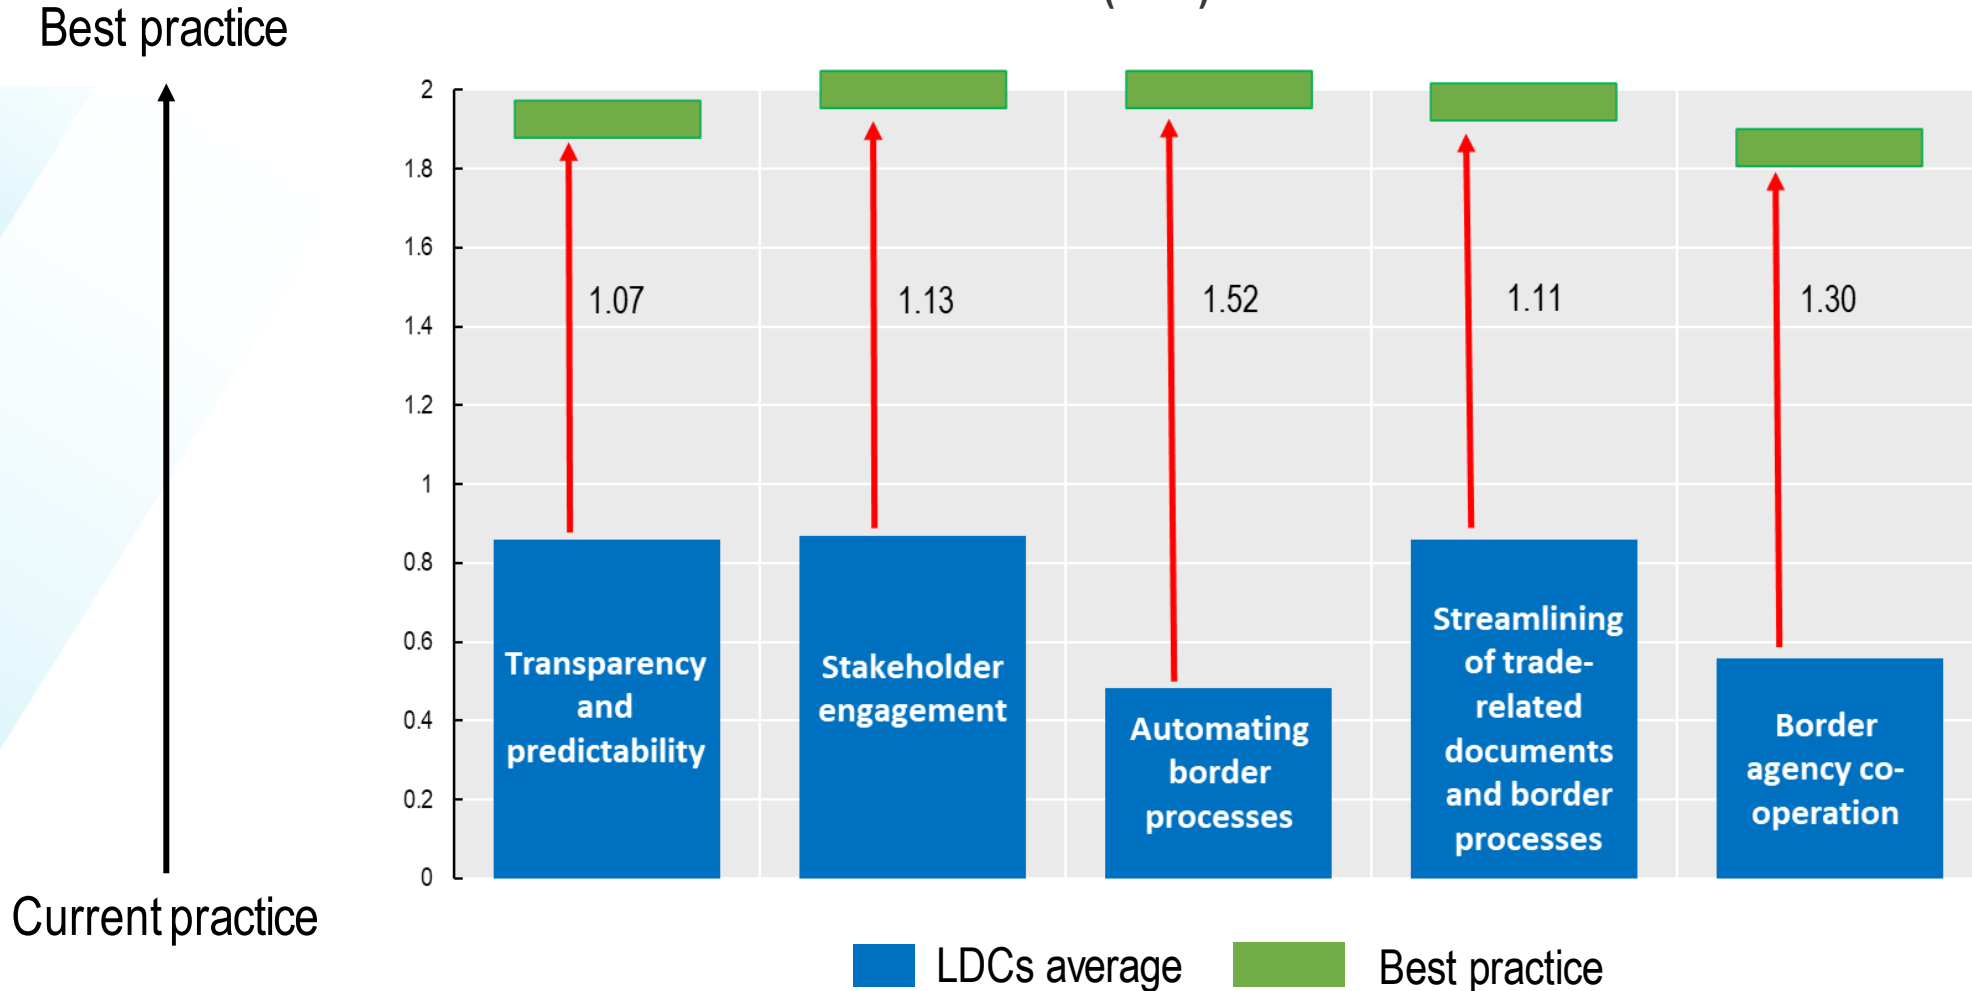 Best practice
2
1.8
1.6
1.4
1.2
1
0.8
0.6
0.4
0.2
0
1.07
1.13
1.52
1.11
1.30
Transparency
and
predictability
Stakeholder
engagement
Automating
border
processes
Streamlining
of trade-
related
documents
and border
processes
Border
agency co-
operation
Current practice
LDCs average
Best practice